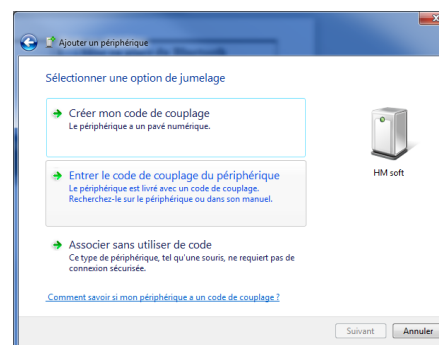 Ajouter un périphérique
Sélectionner une option de jumelage
Créer mon code de couplage
Le périphérique a un pavé numérique.
Entrer le code de couplage du périphérique
Le périphérique est livré avec un code de couplage.
Recherchez-le sur le périphérique ou dans son manuel.
HM soft
Associer sans utiliser de code
Ce type de périphérique, tel qu'une souris, ne requiert pas de
connexion sécurisée.
Comment savoir si mon périphérique a un code de couplage ?
Suivant
Annuler